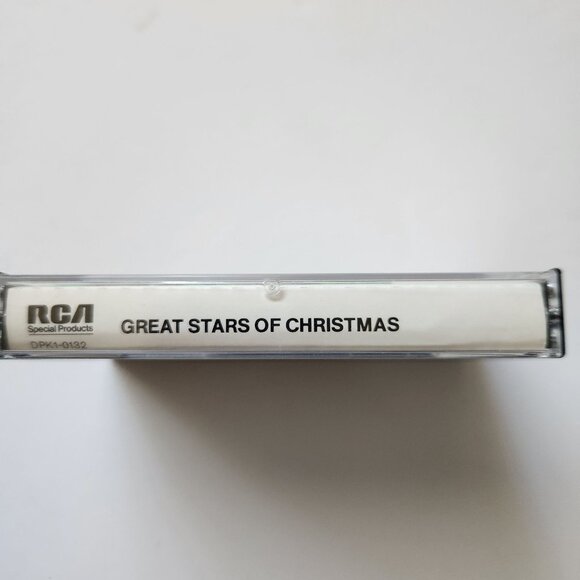 RCA
Special Products
DPK1-0132
GREAT STARS OF CHRISTMAS